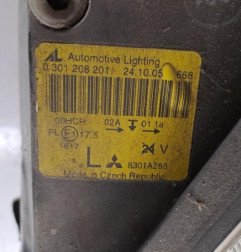 AL Automotive Lighting
0 301 208 201 24.10.05 668
00HCR 02A 01 1a
PL E1 17.5
1617 24 V
L 8301A283
Made in Czech Republic